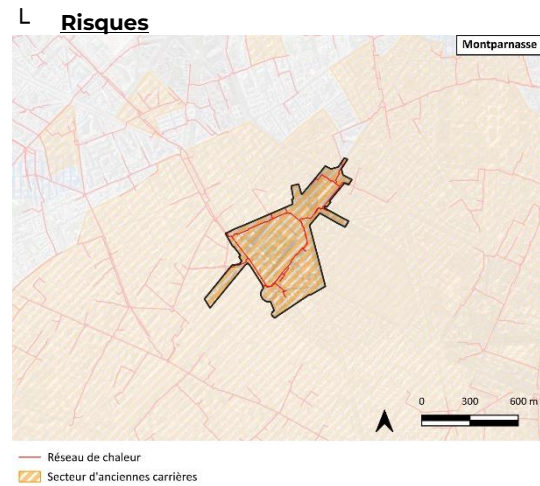 L
Risques
Montparnasse
0 300 600 m
Réseau de chaleur
Secteur d'anciennes carrières